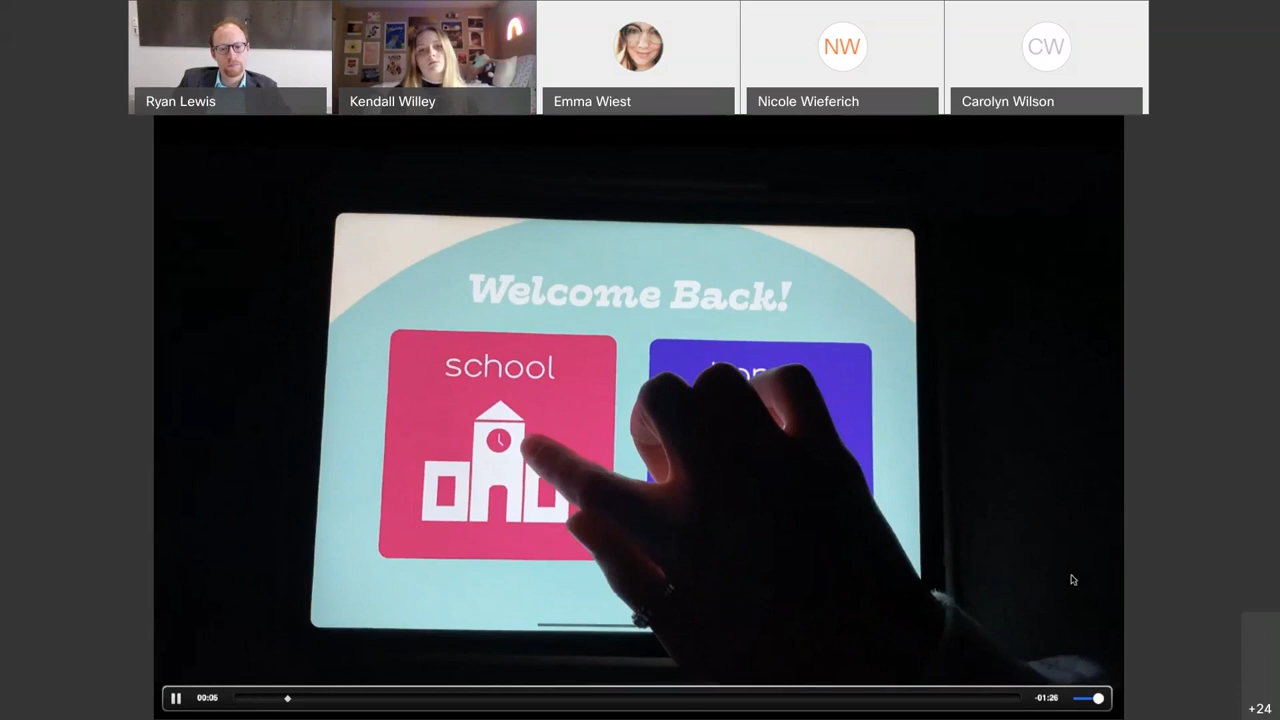 Ryan Lewis
Kendall Willey
Emma Wiest
NW
Nicole Wieferich
CW
Carolyn Wilson
Welcome Back!
school
00:05
-01:26
+24